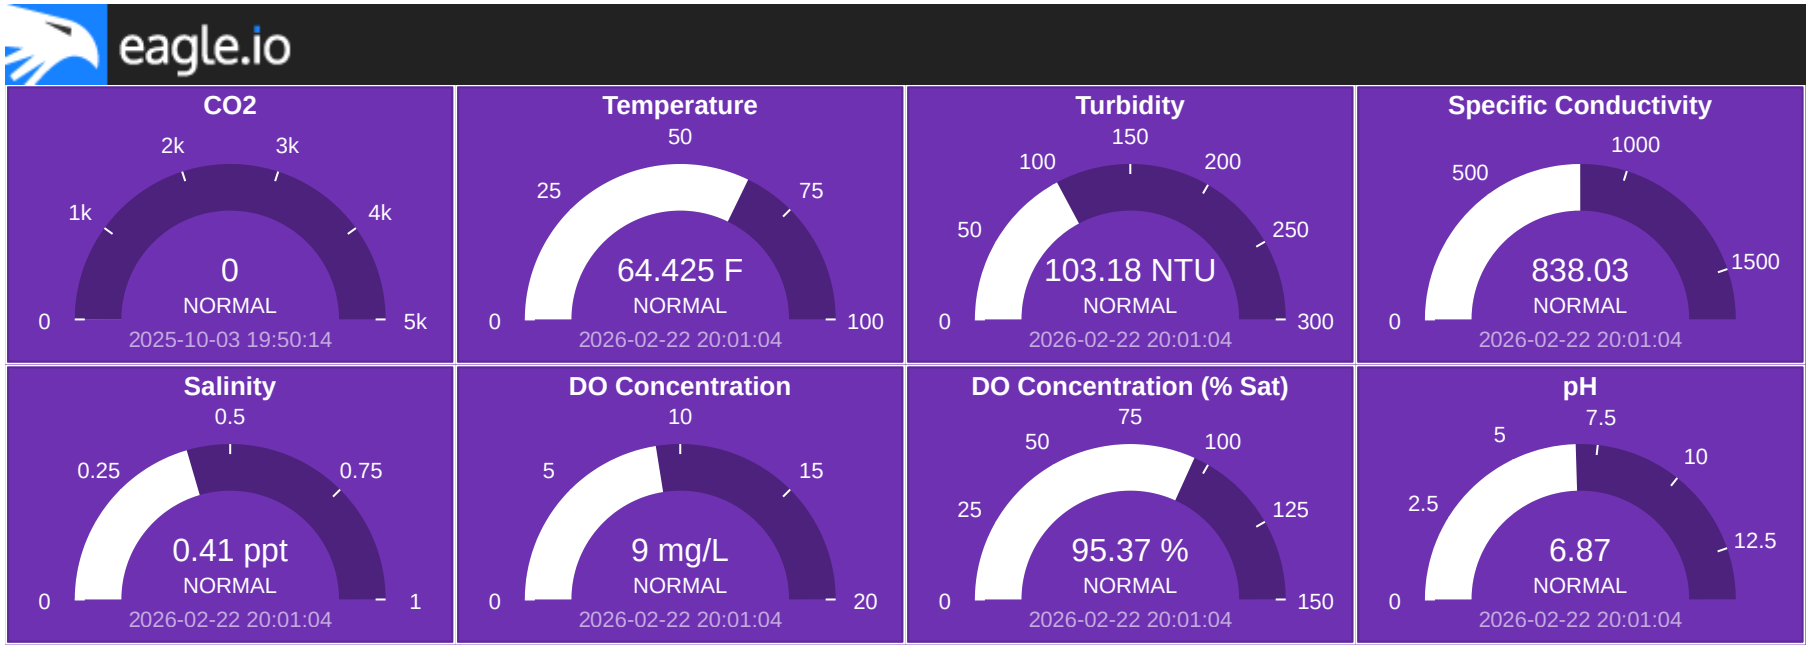 eagle.io
CO2
0
1k
2k
3k
4k
5k
0
NORMAL
2025-10-03 19:50:14
Temperature
0
25
50
75
100
64.425 F
NORMAL
2026-02-22 20:01:04
Turbidity
0
50
100
150
200
250
300
103.18 NTU
NORMAL
2026-02-22 20:01:04
Specific Conductivity
0
500
1000
1500
838.03
NORMAL
2026-02-22 20:01:04
Salinity
0
0.25
0.5
0.75
1
0.41 ppt
NORMAL
2026-02-22 20:01:04
DO Concentration
0
5
10
15
20
9 mg/L
NORMAL
2026-02-22 20:01:04
DO Concentration (% Sat)
0
25
50
75
100
125
150
95.37 %
NORMAL
2026-02-22 20:01:04
pH
0
2.5
5
7.5
10
12.5
6.87
NORMAL
2026-02-22 20:01:04